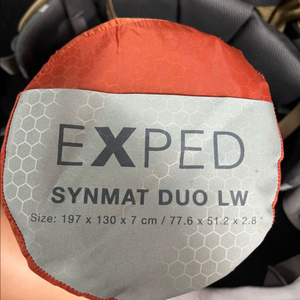 EXPED
SYNMAT DUO LW
Size: 197 x 130 x 7 cm / 77.6 x 51.2 x 2.8"